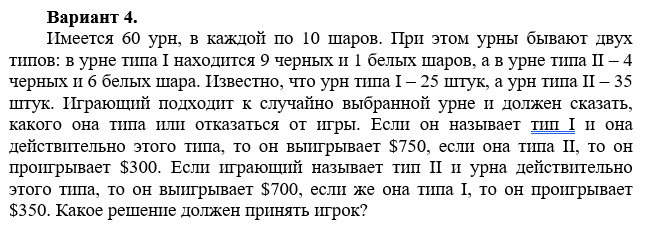 Вариант 4.
Имеется 60 урн, в каждой по 10 шаров. При этом урны бывают двух
типов: в урне типа I находится 9 черных и 1 белых шаров, а в урне типа II – 4
черных и 6 белых шара. Известно, что урн типа I – 25 штук, а урн типа II – 35
штук. Играющий подходит к случайно выбранной урне и должен сказать,
какого она типа или отказаться от игры. Если он называет тип I и она
действительно этого типа, то он выигрывает $750, если она типа II, то он
проигрывает $300. Если играющий называет тип II и урна действительно
этого типа, то он выигрывает $700, если же она типа I, то он проигрывает
$350. Какое решение должен принять игрок?